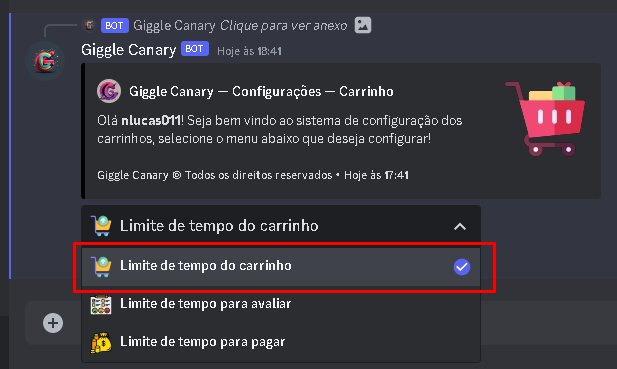 BOT Giggle Canary Clique para ver anexo
Giggle Canary BOT Hoje às 18:41
Giggle Canary — Configurações — Carrinho
Olá nlucas011! Seja bem vindo ao sistema de configuração dos
carrinhos, selecione o menu abaixo que deseja configurar!
Giggle Canary © Todos os direitos reservados • Hoje às 17:41
Limite de tempo do carrinho
Limite de tempo do carrinho
Limite de tempo para avaliar
Limite de tempo para pagar